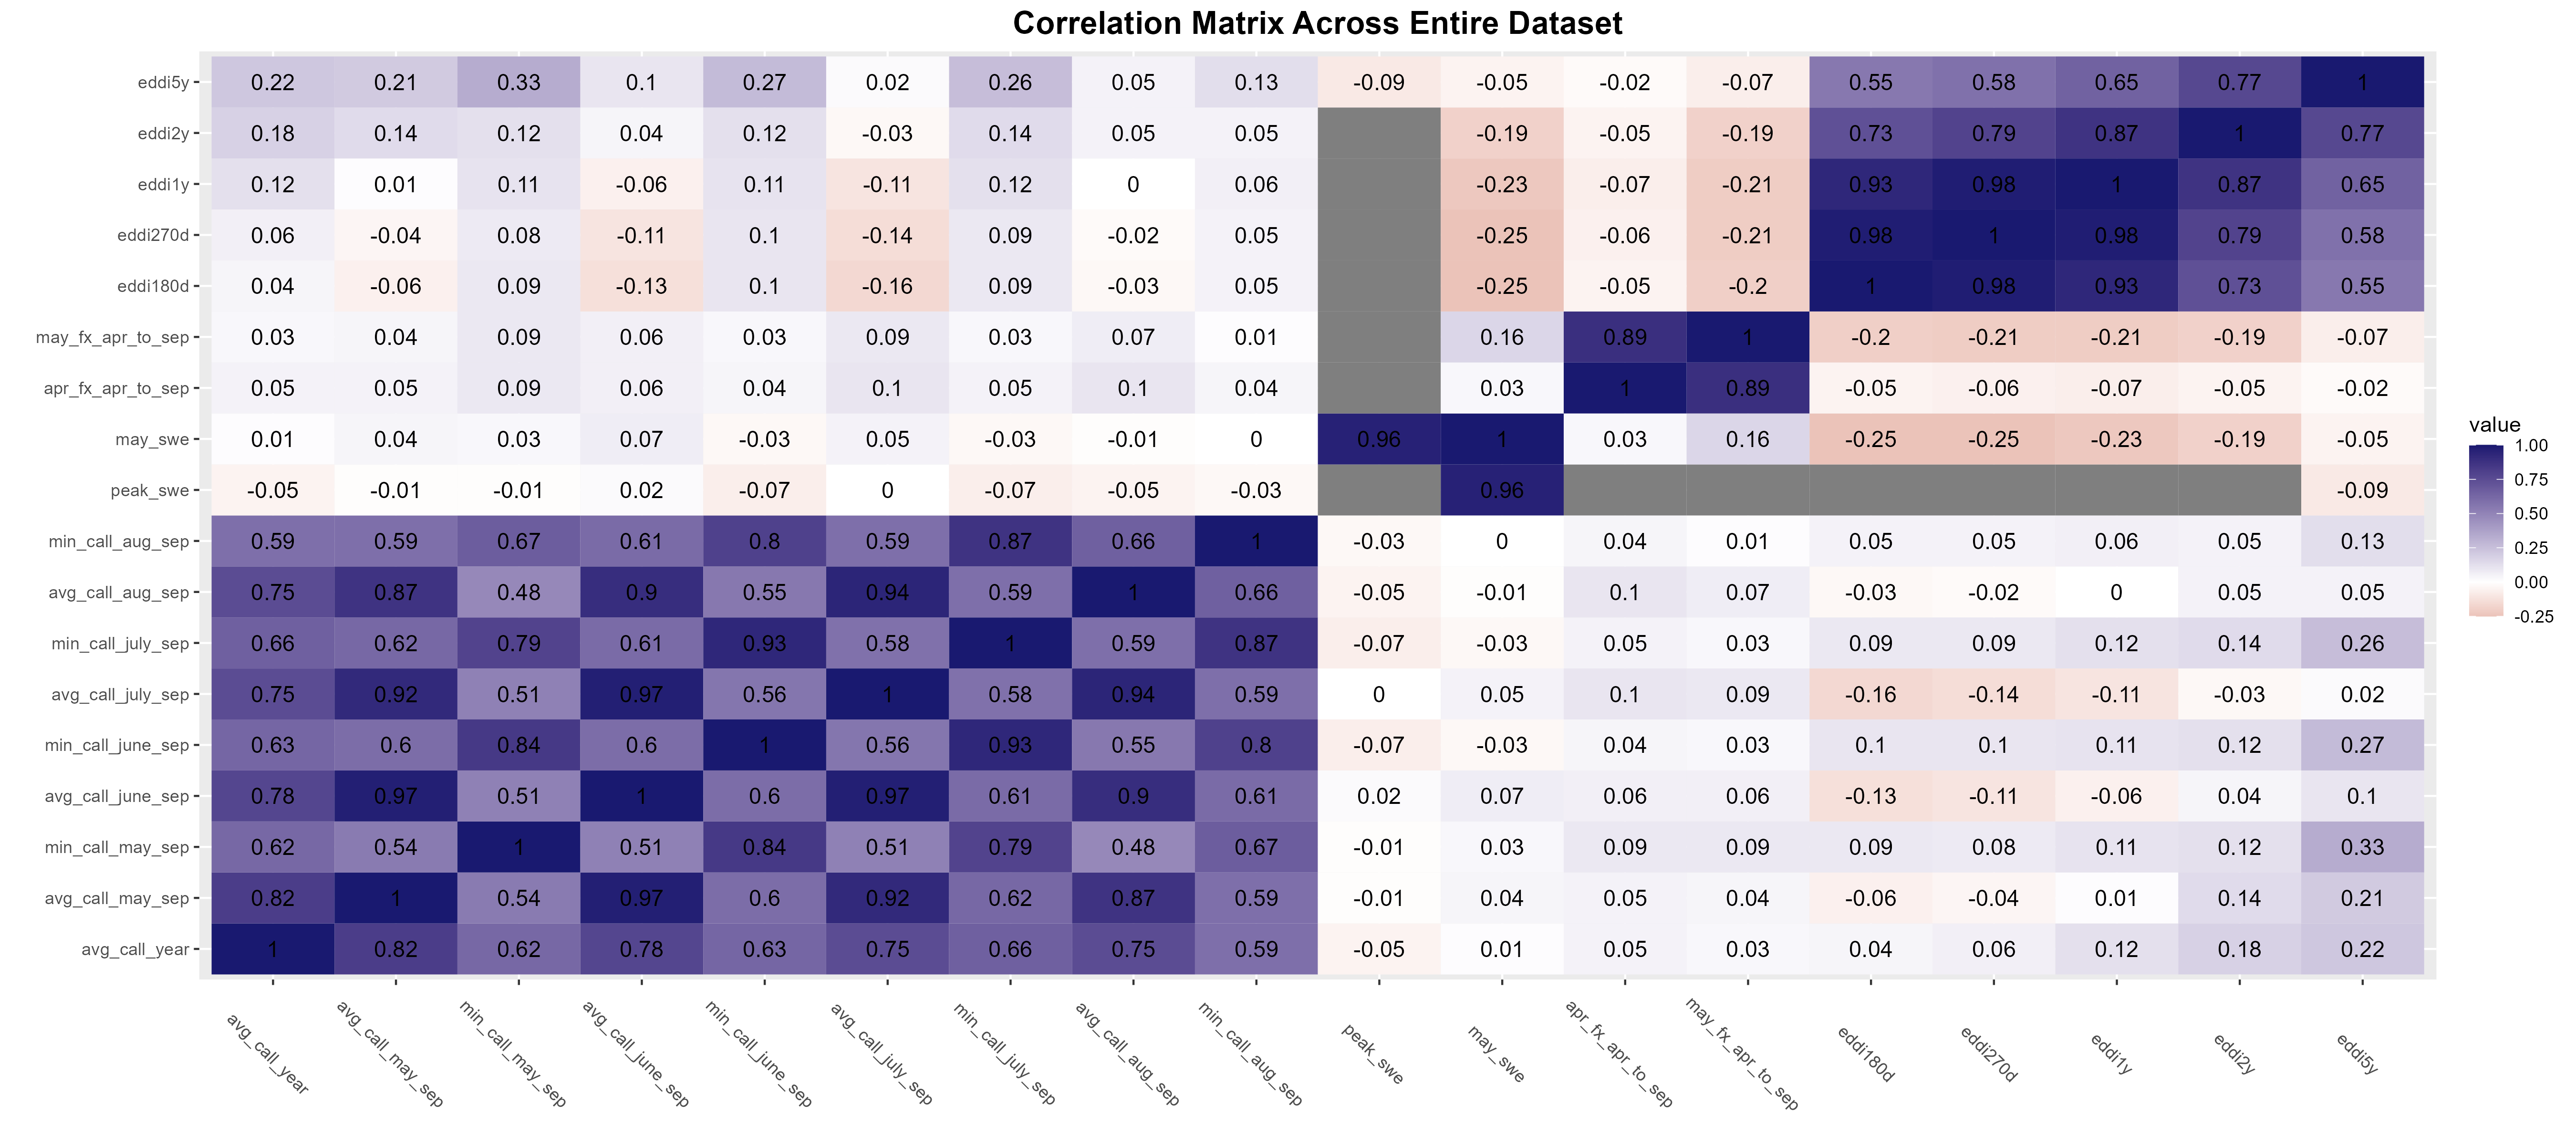 Correlation Matrix Across Entire Dataset
eddi5y 0.22 0.21 0.33 0.1 0.27 0.02 0.26 0.05 0.13 -0.09 -0.05 -0.02 -0.07 0.55 0.58 0.65 0.77 1
eddi2y 0.18 0.14 0.12 0.04 0.12 -0.03 0.14 0.05 0.05 -0.19 -0.05 -0.19 0.73 0.79 0.87 1 0.77
eddi1y 0.12 0.01 0.11 -0.06 0.11 -0.11 0.12 0 0.06 -0.23 -0.07 -0.21 0.93 0.98 1 0.87 0.65
eddi270d 0.06 -0.04 0.08 -0.11 0.1 -0.14 0.09 -0.02 0.05 -0.25 -0.06 -0.21 0.98 1 0.98 0.79 0.58
eddi180d 0.04 -0.06 0.09 -0.13 0.1 -0.16 0.09 -0.03 0.05 -0.25 -0.05 -0.2 1 0.98 0.93 0.73 0.55
may_fx_apr_to_sep 0.03 0.04 0.09 0.06 0.03 0.09 0.03 0.07 0.01 0.16 0.89 1 -0.2 -0.21 -0.21 -0.19 -0.07
apr_fx_apr_to_sep 0.05 0.05 0.09 0.06 0.04 0.1 0.05 0.1 0.04 0.03 1 0.89 -0.05 -0.06 -0.07 -0.05 -0.02
may_swe 0.01 0.04 0.03 0.07 -0.03 0.05 -0.03 -0.01 0 0.96 1 0.03 0.16 -0.25 -0.25 -0.23 -0.19 -0.05
peak_swe -0.05 -0.01 -0.01 0.02 -0.07 0 -0.07 -0.05 -0.03 0.96 -0.09
min_call_aug_sep 0.59 0.59 0.67 0.61 0.8 0.59 0.87 0.66 1 -0.03 0 0.04 0.01 0.05 0.05 0.06 0.05 0.13
avg_call_aug_sep 0.75 0.87 0.48 0.9 0.55 0.94 0.59 1 0.66 -0.05 -0.01 0.1 0.07 -0.03 -0.02 0 0.05 0.05
min_call_july_sep 0.66 0.62 0.79 0.61 0.93 0.58 1 0.59 0.87 -0.07 -0.03 0.05 0.03 0.09 0.09 0.12 0.14 0.26
avg_call_july_sep 0.75 0.92 0.51 0.97 0.56 1 0.58 0.94 0.59 0 0.05 0.1 0.09 -0.16 -0.14 -0.11 -0.03 0.02
min_call_june_sep 0.63 0.6 0.84 0.6 1 0.56 0.93 0.55 0.8 -0.07 -0.03 0.04 0.03 0.1 0.1 0.11 0.12 0.27
avg_call_june_sep 0.78 0.97 0.51 1 0.6 0.97 0.61 0.9 0.61 0.02 0.07 0.06 0.06 -0.13 -0.11 -0.06 0.04 0.1
min_call_may_sep 0.62 0.54 1 0.51 0.84 0.51 0.79 0.48 0.67 -0.01 0.03 0.09 0.09 0.09 0.08 0.11 0.12 0.33
avg_call_may_sep 0.82 1 0.54 0.97 0.6 0.92 0.62 0.87 0.59 -0.01 0.04 0.05 0.04 -0.06 -0.04 0.01 0.14 0.21
avg_call_year 1 0.82 0.62 0.78 0.63 0.75 0.66 0.75 0.59 -0.05 0.01 0.05 0.03 0.04 0.06 0.12 0.18 0.22
avg_call_year avg_call_may_sep min_call_may_sep avg_call_june_sep min_call_june_sep avg_call_july_sep min_call_july_sep avg_call_aug_sep min_call_aug_sep peak_swe may_swe apr_fx_apr_to_sep may_fx_apr_to_sep eddi180d eddi270d eddi1y eddi2y eddi5y
value
1.00
0.75
0.50
0.25
0.00
-0.25